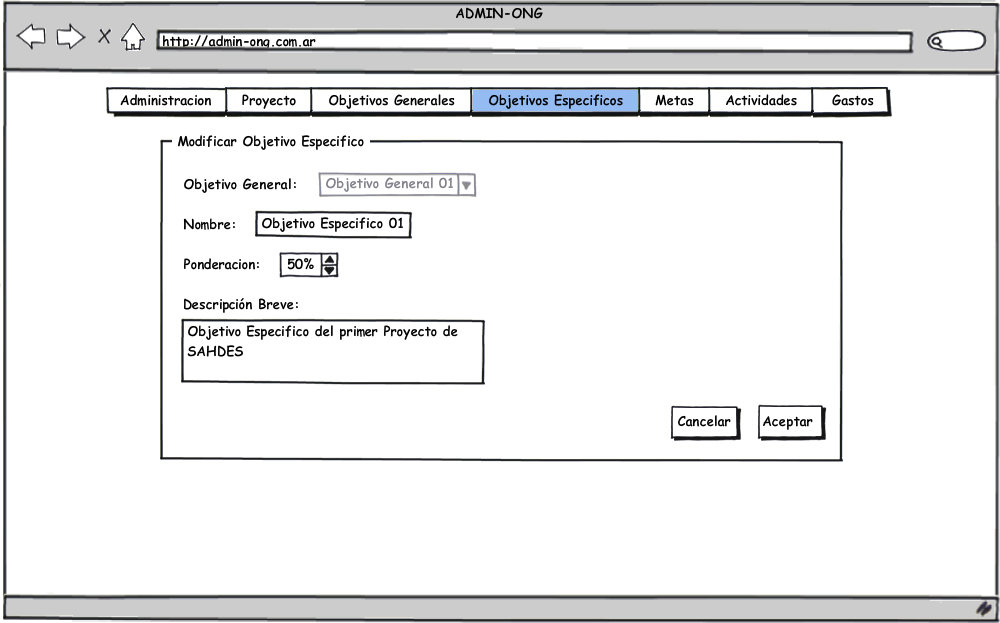 ADMIN-ONG
http://admin-ong.com.ar
Administracion Proyecto Objetivos Generales Objetivos Especificos Metas Actividades Gastos
Modificar Objetivo Especifico
Objetivo General: Objetivo General 01
Nombre: Objetivo Especifico 01
Ponderacion: 50%
Descripción Breve:
Objetivo Especifico del primer Proyecto de
SAHDES
Cancelar Aceptar